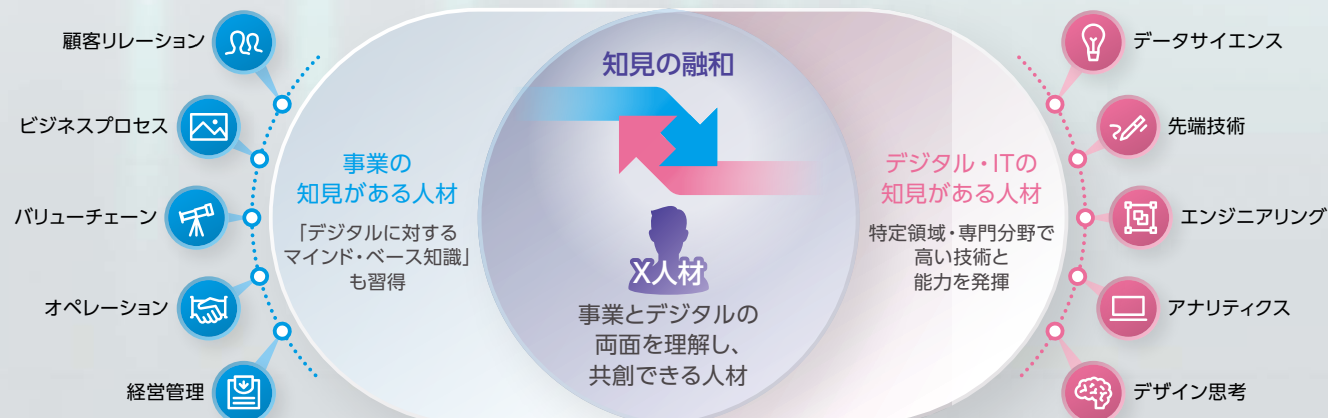 顧客リレーション
ビジネスプロセス
バリューチェーン
オペレーション
経営管理
事業の
知見がある人材
「デジタルに対する
マインド・ベース知識」
も習得
知見の融和
X人材
事業とデジタルの
両面を理解し、
共創できる人材
デジタル・ITの
知見がある人材
特定領域・専門分野で
高い技術と
能力を発揮
データサイエンス
先端技術
エンジニアリング
アナリティクス
デザイン思考